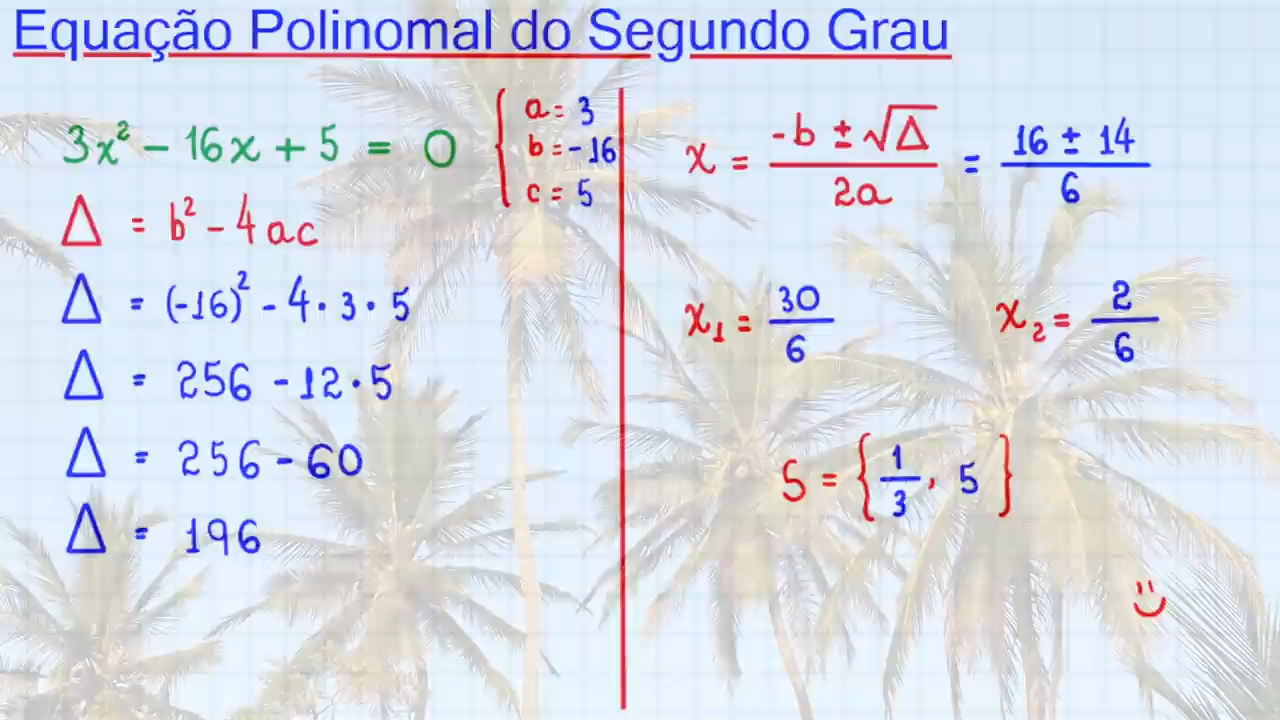 Equação Polinomal do Segundo Grau
3x² − 16x + 5 = 0 { a = 3
b = −16
c = 5
Δ = b² − 4ac
Δ = (−16)² − 4 · 3 · 5
Δ = 256 − 12 · 5
Δ = 256 − 60
Δ = 196
x = (−b ± √Δ)/2a = (16 ± 14)/6
x₁ = 30/6
x₂ = 2/6
S = {1/3, 5}